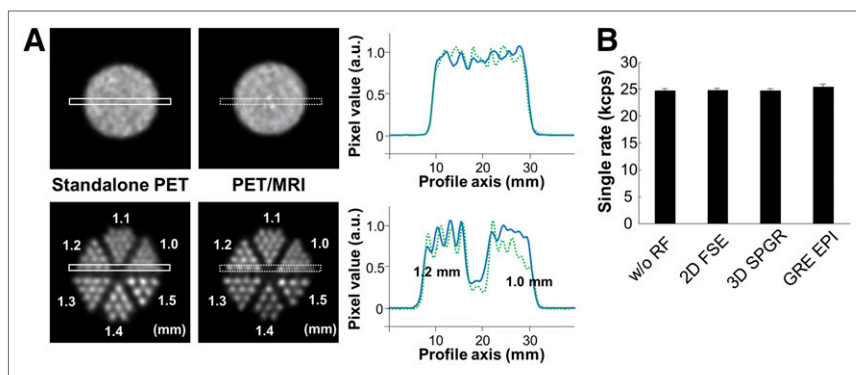 A
Standalone PET
PET/MRI
Pixel value (a.u.)
1.0
0.5
0
10 20 30
Profile axis (mm)
1.1
1.2 1.0
1.3 1.5
1.4 (mm)
1.1
1.2 1.0
1.3 1.5
1.4 (mm)
Pixel value (a.u.)
1.0
0.5
0
1.2 mm
1.0 mm
10 20 30
Profile axis (mm)
B
Single rate (kcps)
30
25
20
15
10
5
0
w/o RF
2D FSE
3D SPGR
GRE EPI